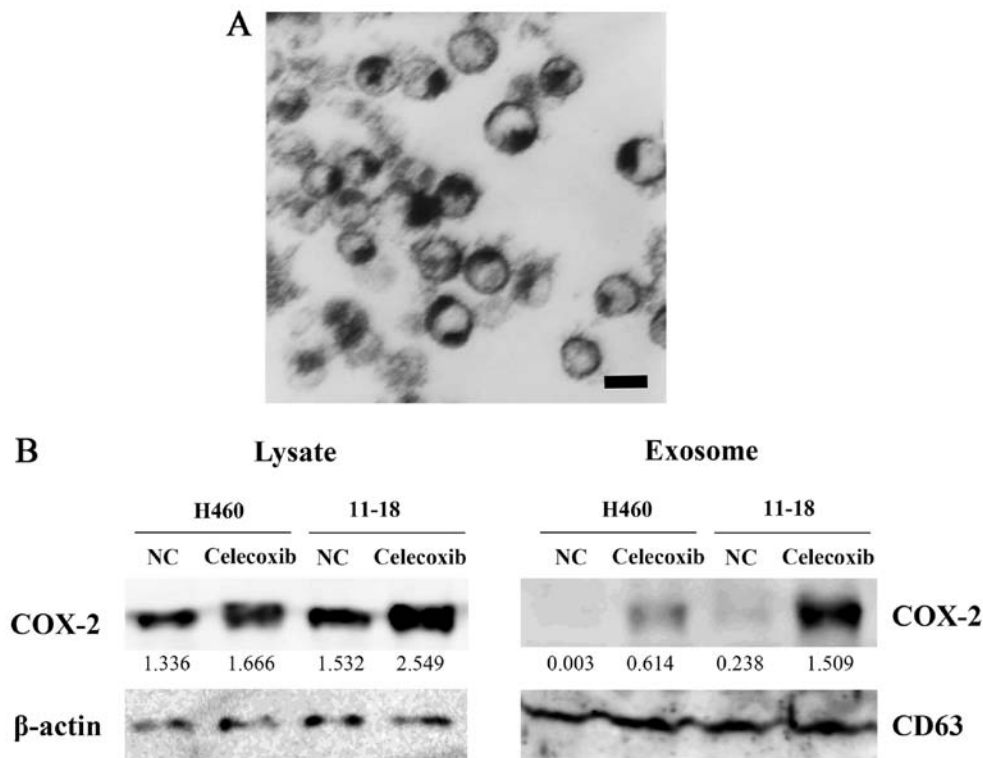 A
B
Lysate
Exosome
H460 11-18
H460 11-18
NC Celecoxib NC Celecoxib
NC Celecoxib NC Celecoxib
COX-2
COX-2
1.336 1.666 1.532 2.549
0.003 0.614 0.238 1.509
β-actin
CD63